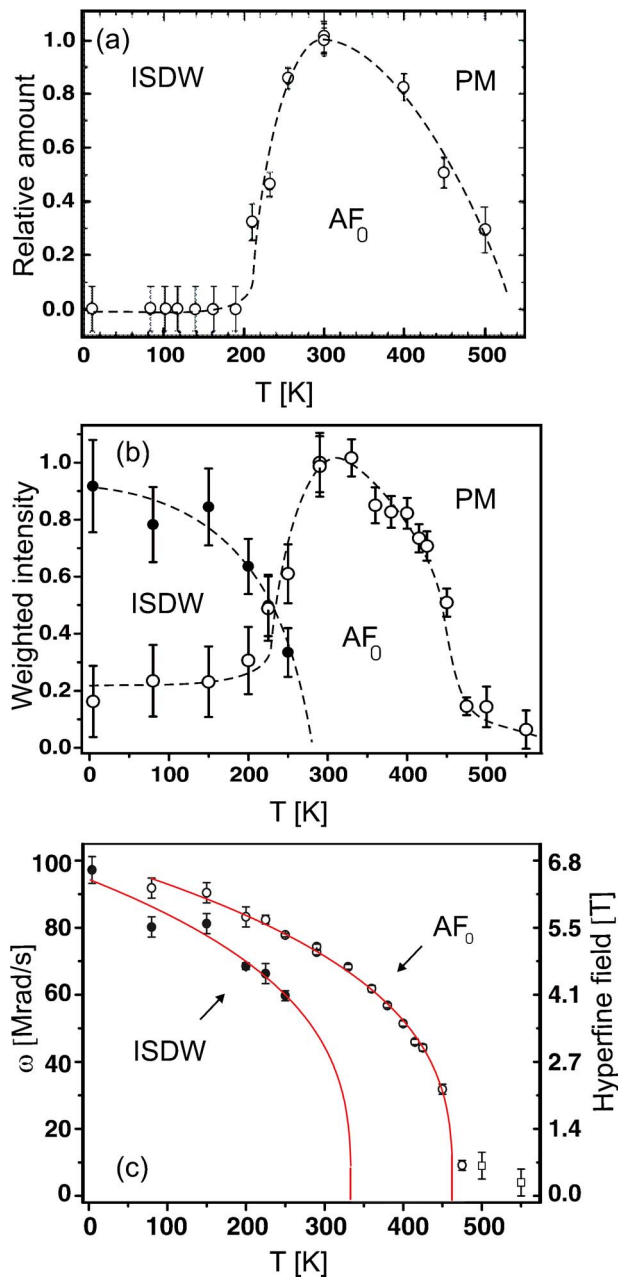 (a)
ISDW
PM
AF0
Relative amount
1.0
0.8
0.6
0.4
0.2
0.0
0 100 200 300 400 500
T [K]
(b)
PM
ISDW
AF0
Weighted intensity
1.0
0.8
0.6
0.4
0.2
0.0
0 100 200 300 400 500
T [K]
100
80
60
40
20
0
ω [Mrad/s]
AF0
ISDW
(c)
6.8
5.5
4.1
2.7
1.4
0.0
Hyperfine field [T]
0 100 200 300 400 500
T [K]